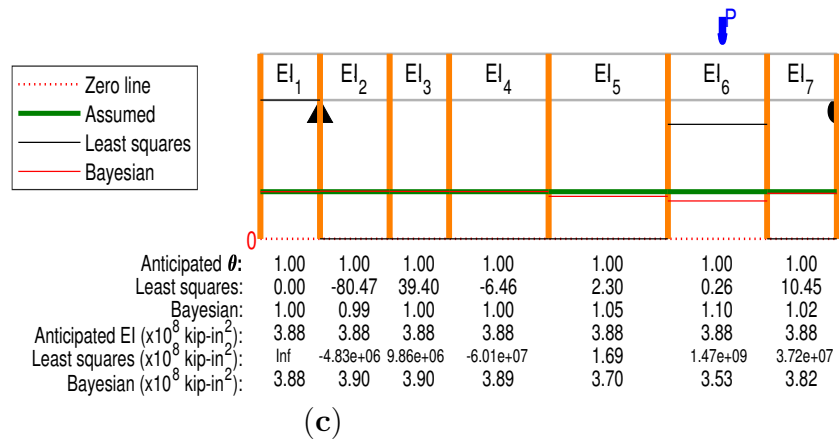 P
EI1 EI2 EI3 EI4 EI5 EI6 EI7
Zero line
Assumed
Least squares
Bayesian
0
Anticipated θ: 1.00 1.00 1.00 1.00 1.00 1.00 1.00
Least squares: 0.00 -80.47 39.40 -6.46 2.30 0.26 10.45
Bayesian: 1.00 0.99 1.00 1.00 1.05 1.10 1.02
Anticipated EI (x10^8 kip-in^2): 3.88 3.88 3.88 3.88 3.88 3.88 3.88
Least squares (x10^8 kip-in^2): Inf -4.83e+06 9.86e+06 -6.01e+07 1.69 1.47e+09 3.72e+07
Bayesian (x10^8 kip-in^2): 3.88 3.90 3.90 3.89 3.70 3.53 3.82
(c)